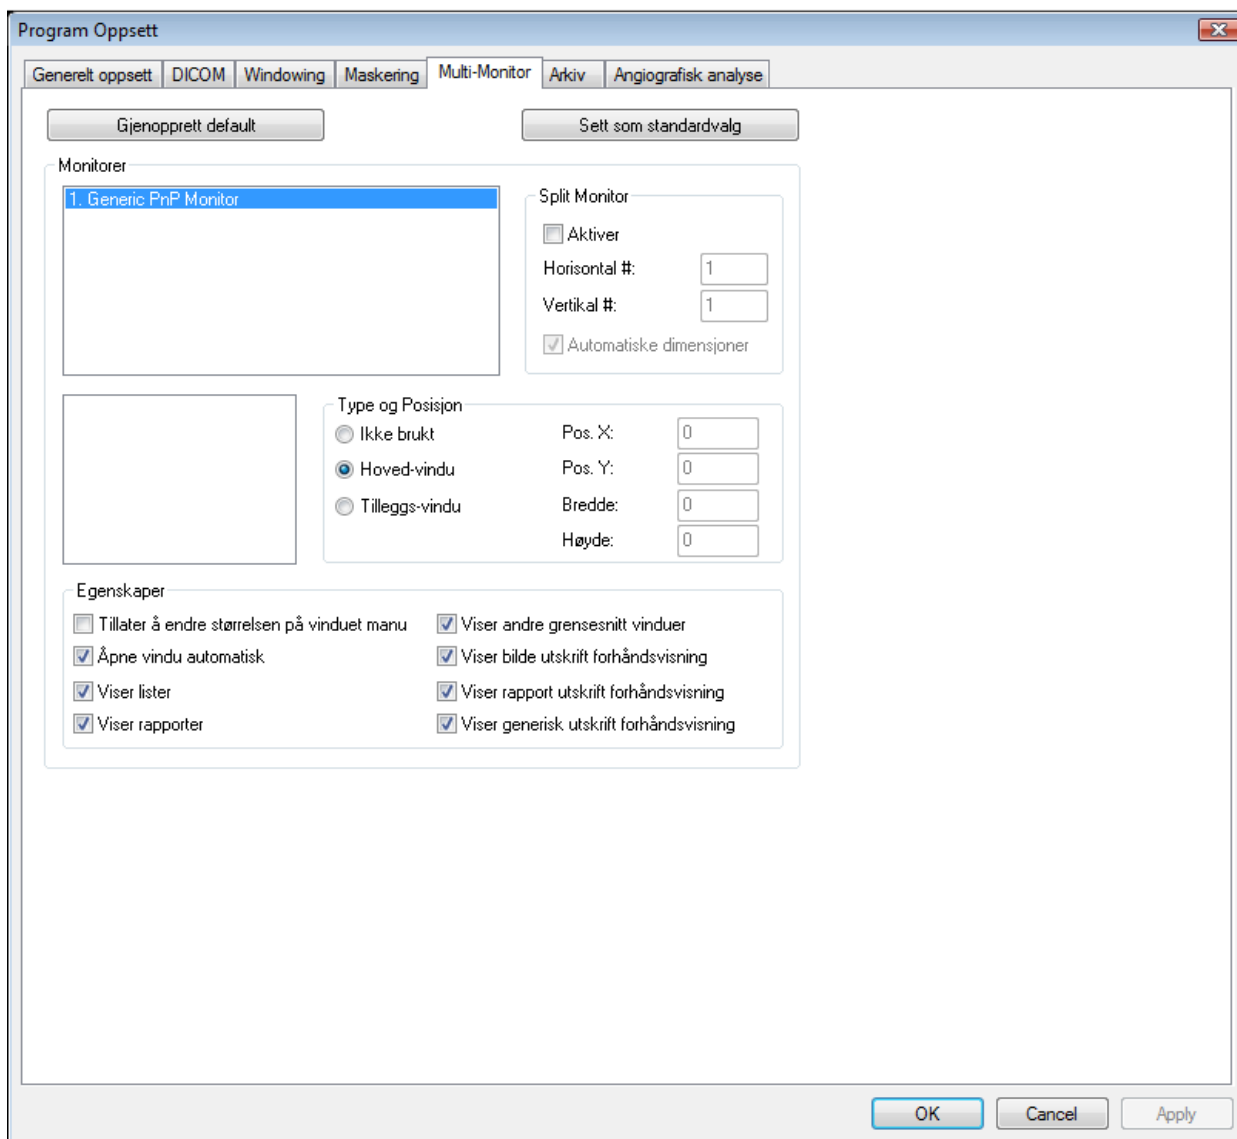 Program Oppsett
Generelt oppsett DICOM Windowing Maskering Multi-Monitor Arkiv Angiografisk analyse
Gjenopprett default Sett som standardvalg
Monitorer
1. Generic PnP Monitor
Split Monitor
Aktiver
Horisontal #: 1
Vertikal #: 1
Automatiske dimensjoner
Type og Posisjon
Ikke brukt Pos. X: 0
Hoved-vindu Pos. Y: 0
Tilleggs-vindu Bredde: 0
Høyde: 0
Egenskaper
Tillater å endre størrelsen på vinduet manu Viser andre grensesnitt vinduer
Åpne vindu automatisk Viser bilde utskrift forhåndsvisning
Viser lister Viser rapport utskrift forhåndsvisning
Viser rapporter Viser generisk utskrift forhåndsvisning
OK Cancel Apply